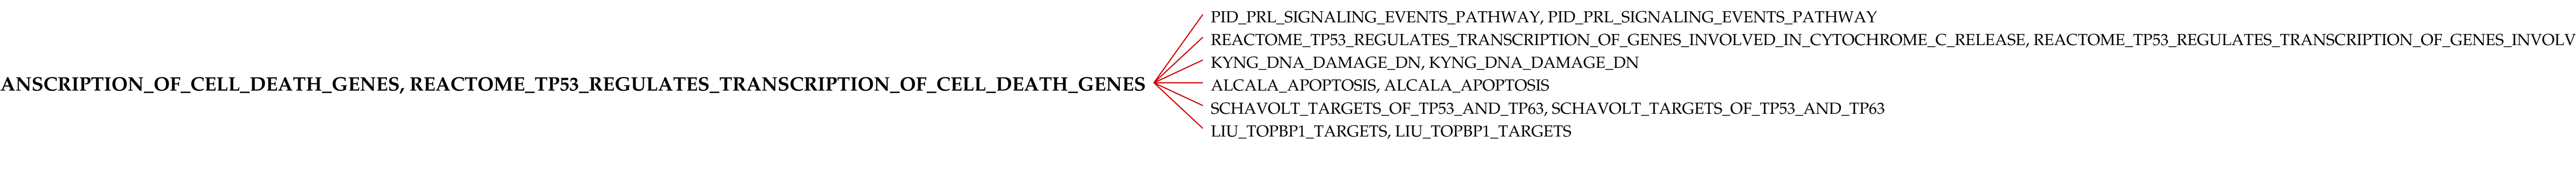 PID_PRL_SIGNALING_EVENTS_PATHWAY, PID_PRL_SIGNALING_EVENTS_PATHWAY
REACTOME_TP53_REGULATES_TRANSCRIPTION_OF_GENES_INVOLVED_IN_CYTOCHROME_C_RELEASE, REACTOME_TP53_REGULATES_TRANSCRIPTION_OF_GENES_INVOLV
KYNG_DNA_DAMAGE_DN, KYNG_DNA_DAMAGE_DN
ANSCRIPTION_OF_CELL_DEATH_GENES, REACTOME_TP53_REGULATES_TRANSCRIPTION_OF_CELL_DEATH_GENES
ALCALA_APOPTOSIS, ALCALA_APOPTOSIS
SCHAVOLT_TARGETS_OF_TP53_AND_TP63, SCHAVOLT_TARGETS_OF_TP53_AND_TP63
LIU_TOPBP1_TARGETS, LIU_TOPBP1_TARGETS